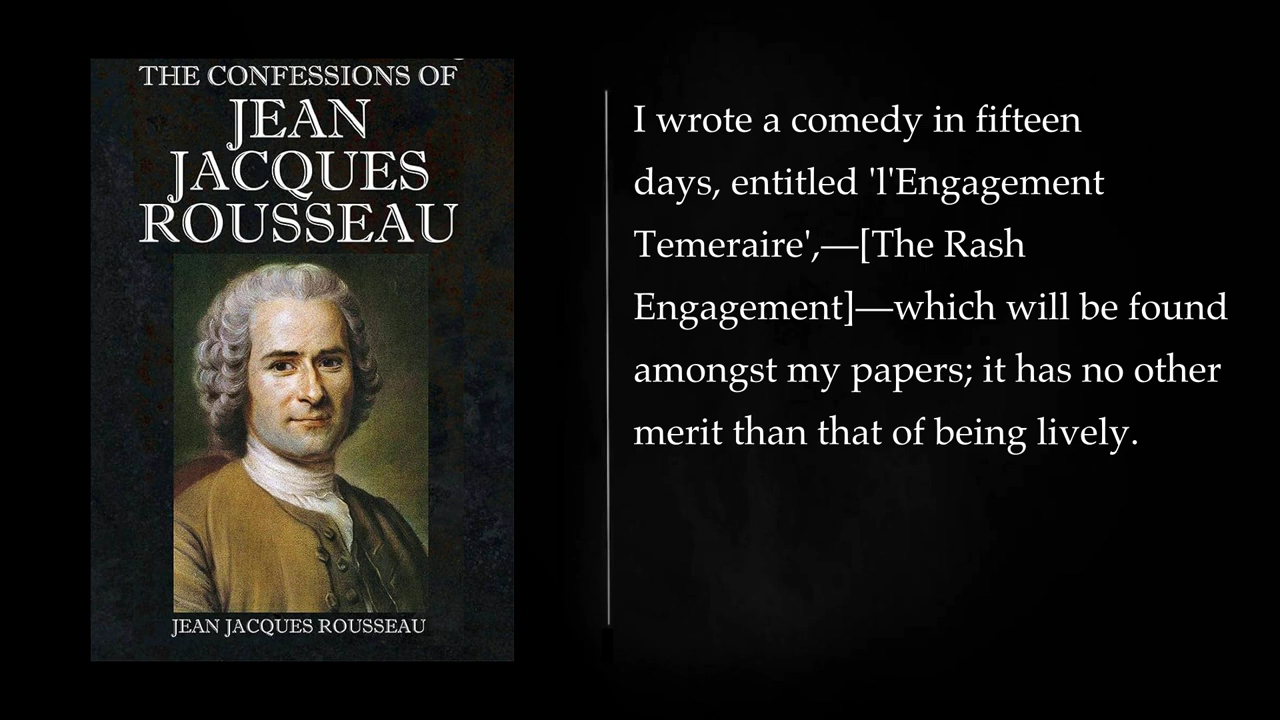 THE CONFESSIONS OF
JEAN
JACQUES
ROUSSEAU
JEAN JACQUES ROUSSEAU
I wrote a comedy in fifteen
days, entitled 'l'Engagement
Temeraire',—[The Rash
Engagement]—which will be found
amongst my papers; it has no other
merit than that of being lively.